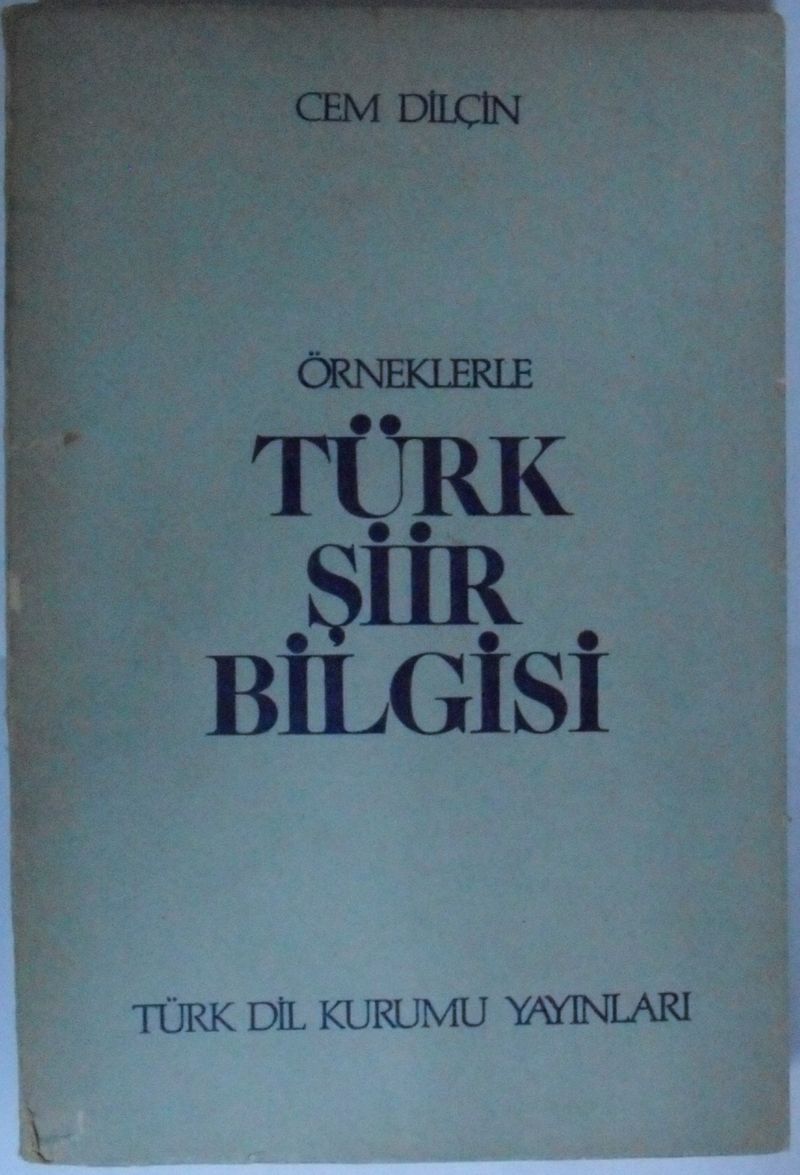 CEM DİLÇİN
ÖRNEKLERLE
TÜRK
ŞİİR
BİLGİSİ
TÜRK DİL KURUMU YAYINLARI